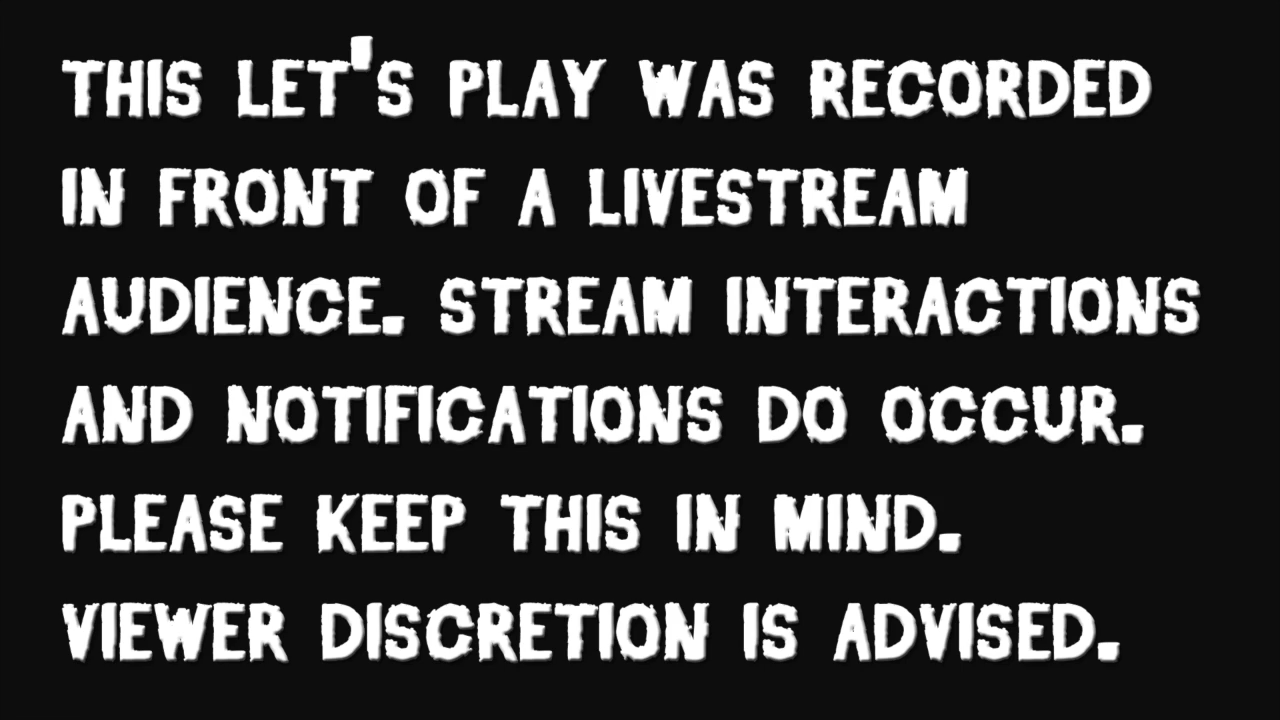 THIS LET'S PLAY WAS RECORDED
IN FRONT OF A LIVESTREAM
AUDIENCE. STREAM INTERACTIONS
AND NOTIFICATIONS DO OCCUR.
PLEASE KEEP THIS IN MIND.
VIEWER DISCRETION IS ADVISED.